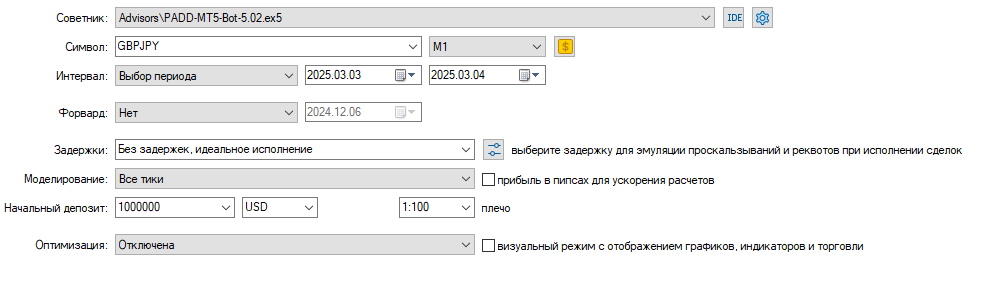 Советник: Advisors\PADD-MT5-Bot-5.02.ex5 IDE
Символ: GBPJPY M1 $
Интервал: Выбор периода 2025.03.03 2025.03.04
Форвард: Нет 2024.12.06
Задержки: Без задержек, идеальное исполнение выберите задержку для эмуляции проскальзываний и реквотов при исполнении сделок
Моделирование: Все тики прибыль в пипсах для ускорения расчетов
Начальный депозит: 1000000 USD 1:100 плечо
Оптимизация: Отключена визуальный режим с отображением графиков, индикаторов и торговли